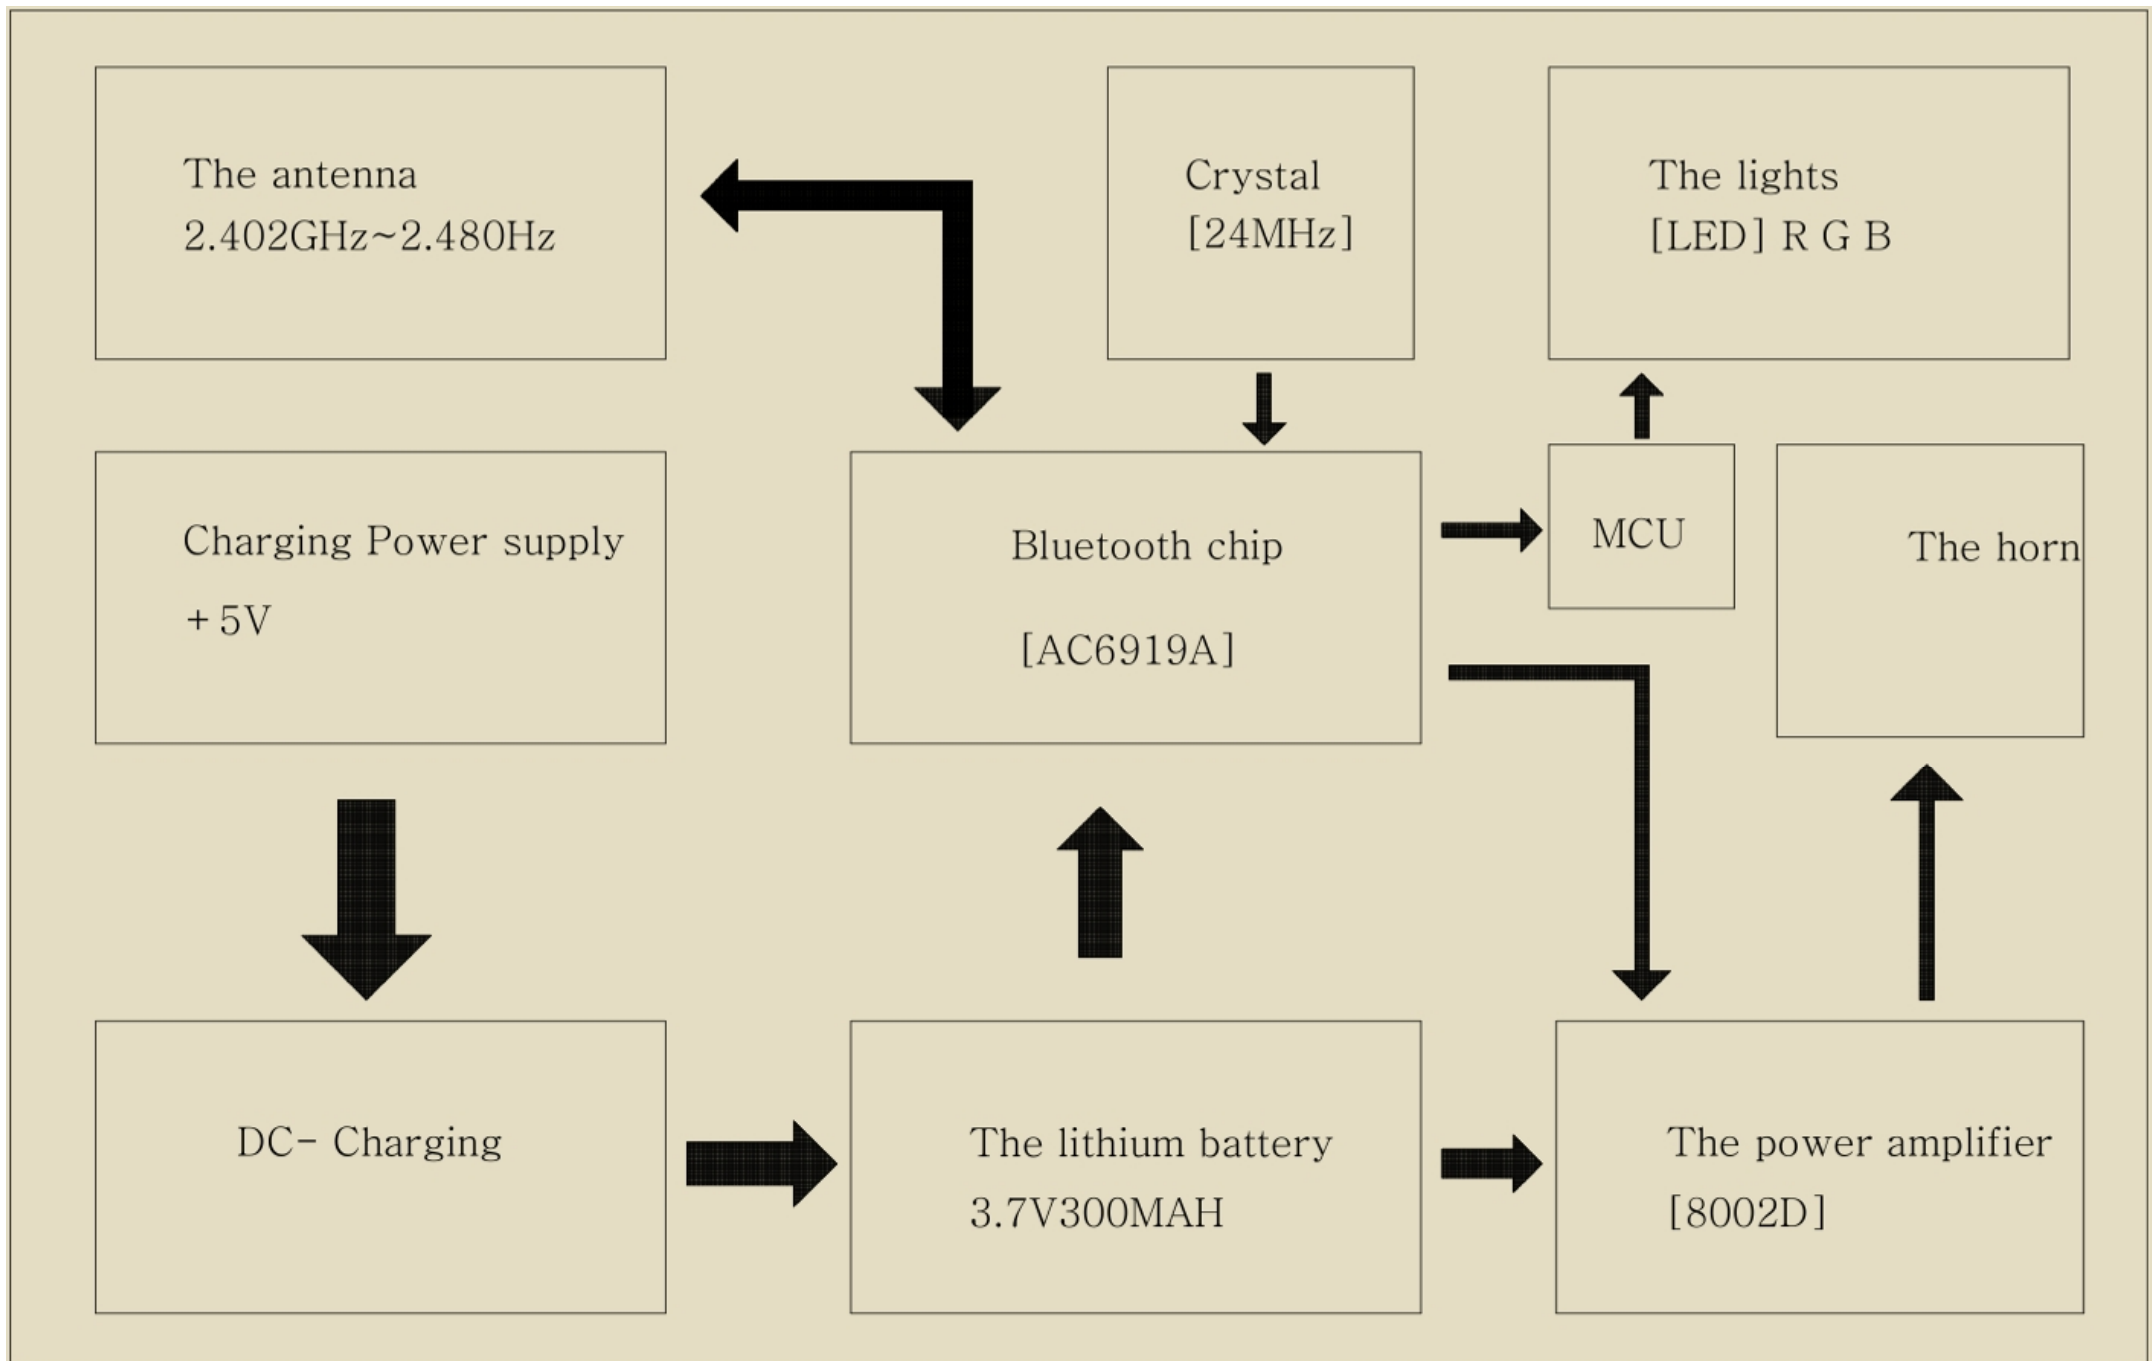 The antenna
2.402GHz~2.480Hz
Crystal
[24MHz]
The lights
[LED] R G B
Charging Power supply
+5V
Bluetooth chip
[AC6919A]
MCU
The horn
DC- Charging
The lithium battery
3.7V300MAH
The power amplifier
[8002D]